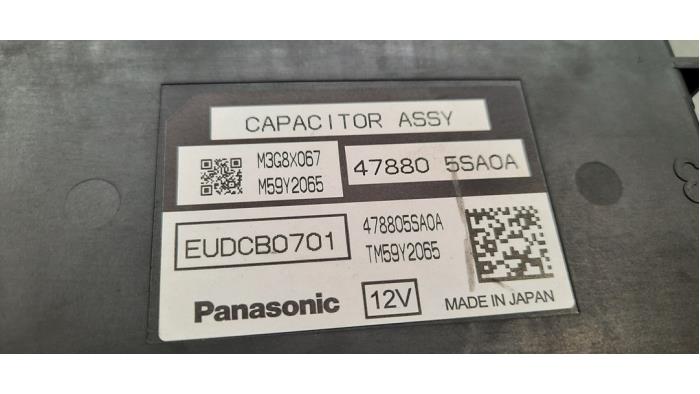 CAPACITOR ASSY
M3G8X067
M59Y2065
47880 5SA0A
EUDCB0701
478805SA0A
TM59Y2065
Panasonic
12V
MADE IN JAPAN